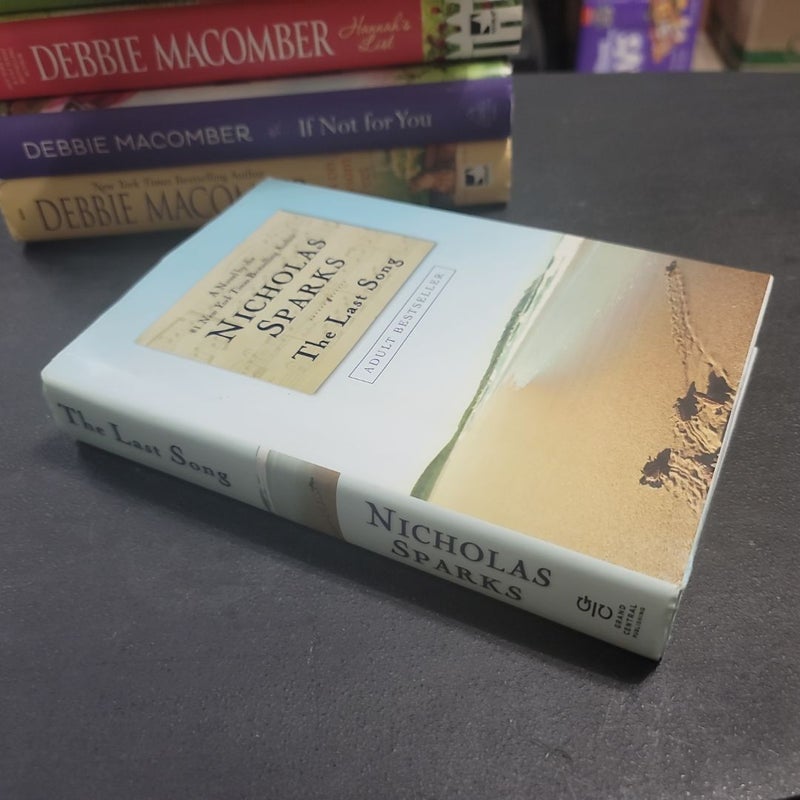 DEBBIE MACOMBER Hannah's List
DEBBIE MACOMBER If Not for You
New York Times Bestselling Author
DEBBIE MACOMB
A Novel by the
#1 New York Times Bestselling Author
NICHOLAS
SPARKS
The Last Song
ADULT BESTSELLER
The Last Song
NICHOLAS
SPARKS
GRAND
CENTRAL
PUBLISHING